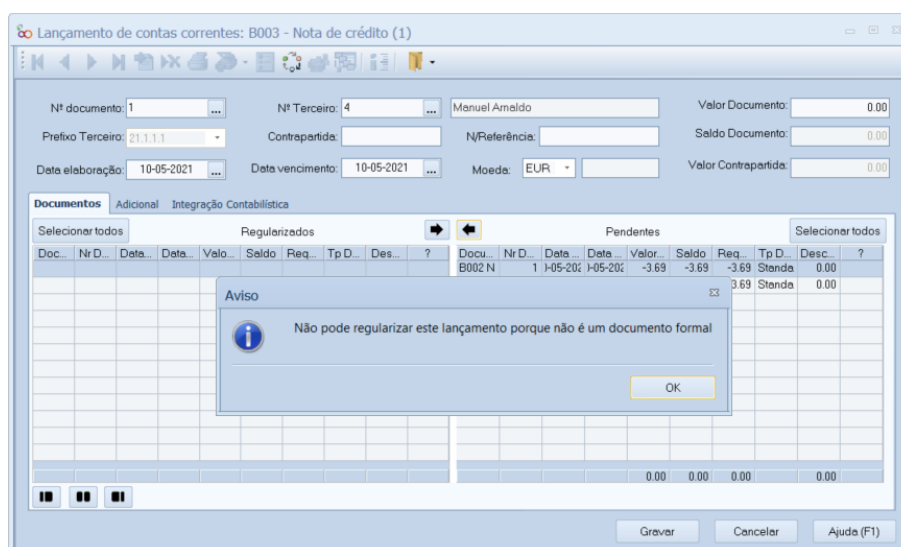 Lançamento de contas correntes: B003 - Nota de crédito (1)
Nº documento: 1 ... Nº Terceiro: 4 ... Manuel Arnaldo Valor Documento: 0.00
Prefixo Terceiro: 21.1.1.1 Contrapartida: N/Referência: Saldo Documento: 0.00
Data elaboração: 10-05-2021 ... Data vencimento: 10-05-2021 ... Moeda: EUR Valor Contrapartida: 0.00
Documentos Adicional Integração Contabilística
Selecionar todos Regularizados Pendentes Selecionar todos
Doc... Nr D... Data... Data... Valo... Saldo Req... Tp D... Des... ? Docu... Nr D... Data ... Data ... Valor... Saldo Req... Tp D... Desc... ?
B002 N 1 -05-202 -05-202 -3.69 -3.69 -3.69 Standa 0.00
3.69 Standa 0.00
Aviso
Não pode regularizar este lançamento porque não é um documento formal
OK
0.00 0.00 0.00 0.00
Gravar Cancelar Ajuda (F1)